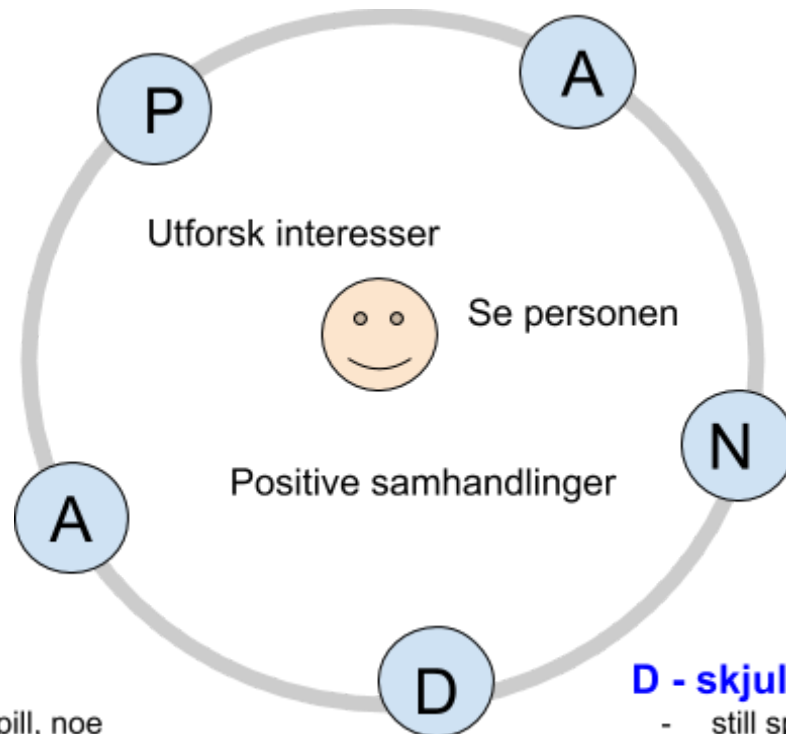 P
A
Utforsk interesser
Se personen
N
Positive samhandlinger
A
D
D - skjul
noe
- still